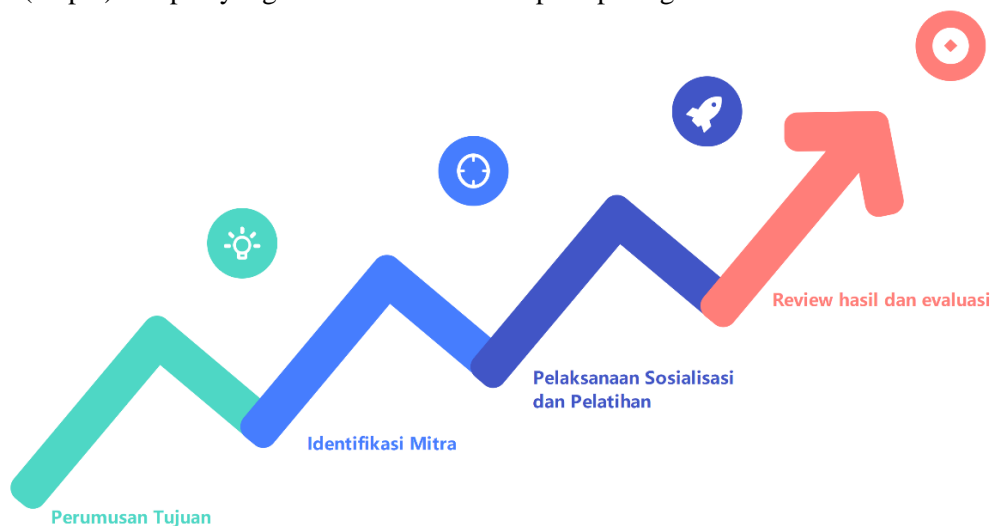 Review hasil dan evaluasi
Pelaksanaan Sosialisasi
dan Pelatihan
Identifikasi Mitra
Perumusan Tujuan